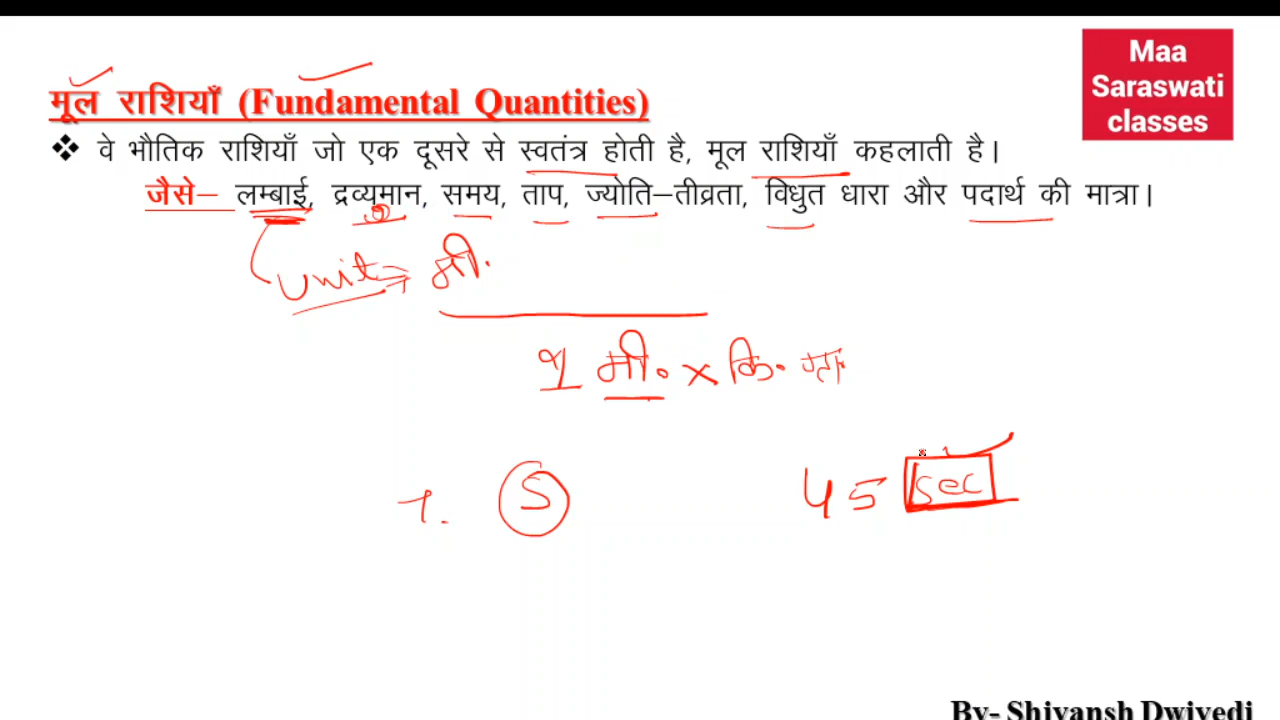 Maa
Saraswati
classes
मूल राशियाँ (Fundamental Quantities)
❖ वे भौतिक राशियाँ जो एक दूसरे से स्वतंत्र होती है, मूल राशियाँ कहलाती है।
जैसे– लम्बाई, द्रव्यमान, समय, ताप, ज्योति–तीव्रता, विधुत धारा और पदार्थ की मात्रा।
Unit → मी.
मी. × कि.
S
45 sec
By- Shivansh Dwivedi